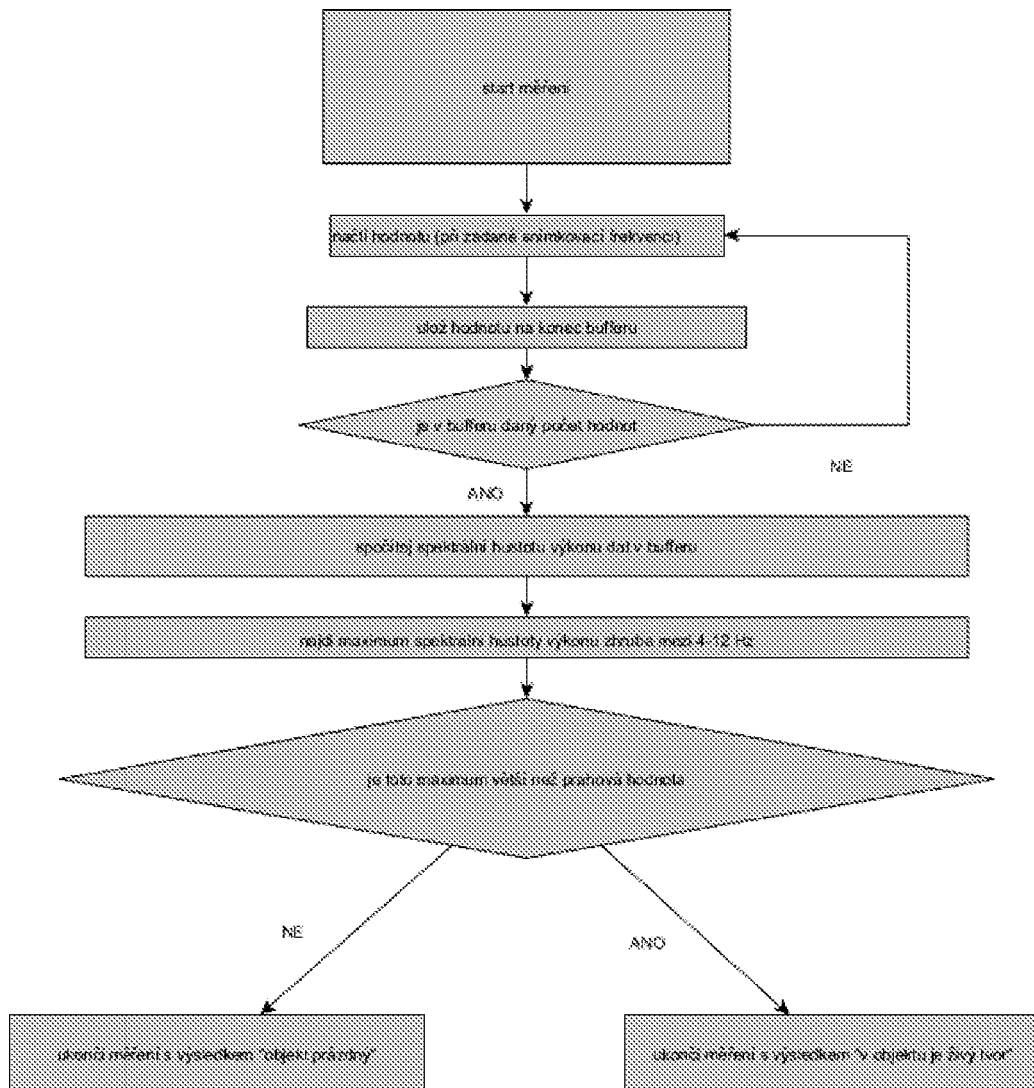 start měření
načti hodnotu (při zadané snímkovací frekvenci)
ulož hodnotu na konec bufferu
je v bufferu daný počet hodnot
NE
ANO
spočítej spektrální hustotu výkonu dat v bufferu
najdi maximum spektrální hustoty výkonu zhruba mezi 4-12 Hz
je toto maximum větší než prahová hodnota
NE
ANO
ukonči měření s výsledkem "objekt prázdný"
ukonči měření s výsledkem "v objektu je živý tvor"